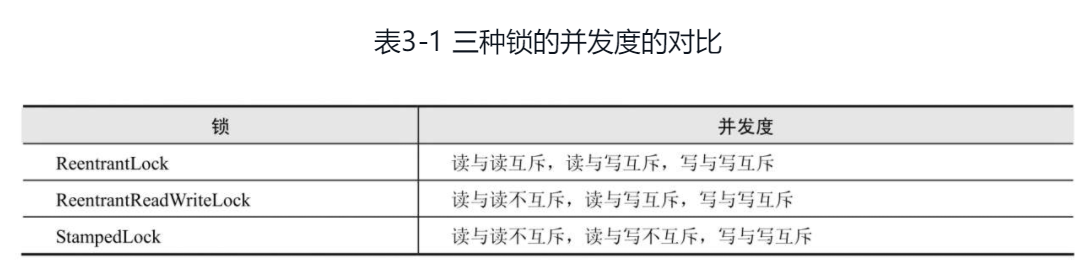 表3-1 三种锁的并发度的对比
锁 并发度
ReentrantLock 读与读互斥，读与写互斥，写与写互斥
ReentrantReadWriteLock 读与读不互斥，读与写互斥，写与写互斥
StampedLock 读与读不互斥，读与写不互斥，写与写互斥